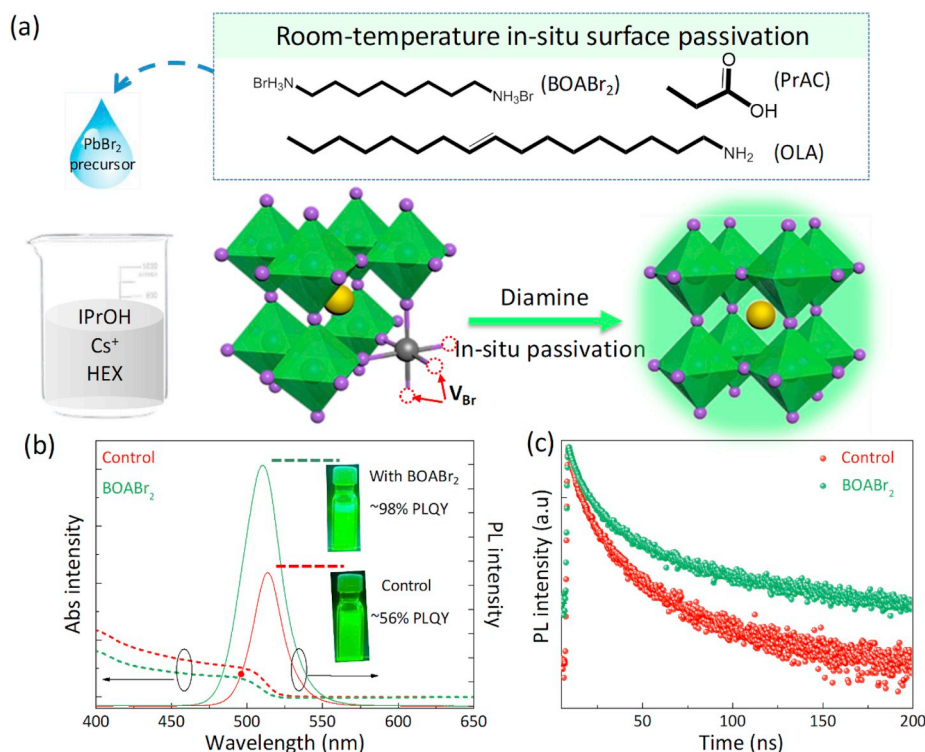 (a)
Room-temperature in-situ surface passivation
BrH₃N
NH₃Br
(BOABr₂)
O
OH
(PrAC)
NH₂
(OLA)
PbBr₂
precursor
IPrOH
Cs⁺
HEX
Diamine
In-situ passivation
V_Br
(b)
Control
BOABr₂
With BOABr₂
~98% PLQY
Control
~56% PLQY
Abs intensity
PL intensity
400 450 500 550 600 650
Wavelength (nm)
(c)
Control
BOABr₂
PL intensity (a.u)
50 100 150 200
Time (ns)